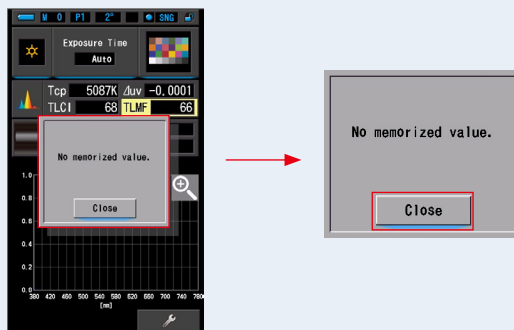 M 0 P1 2° SNG
Exposure Time
Auto
Tcp 5087K ⊿uv -0.0001
TLCI 68 TLMF 66
No memorized value.
Close
1.0
0.8
0.6
0.4
0.2
0.0
380 420 460 500 540 580 620 660 700 740 780
[nm]
No memorized value.
Close